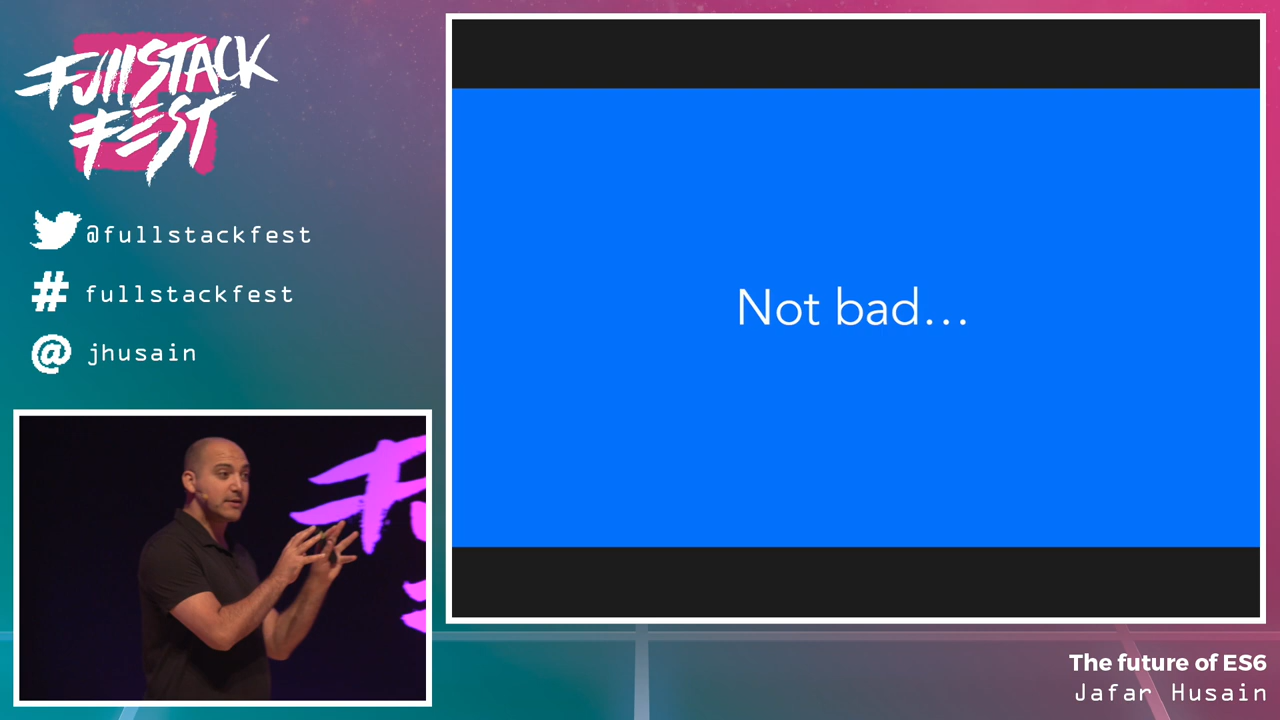 FullSTACK
FEST
@fullstackfest
# fullstackfest
@ jhusain
Not bad...
The future of ES6
Jafar Husain